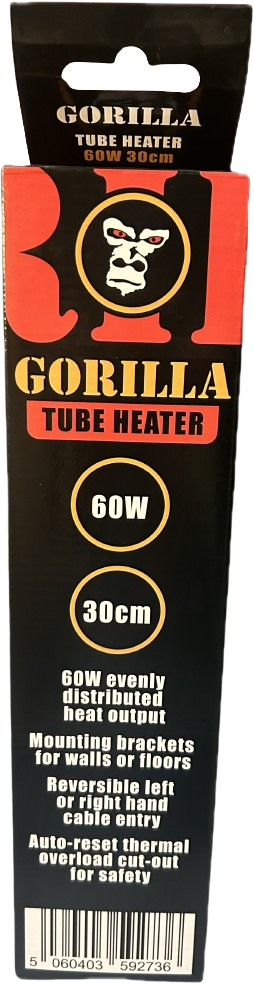 GORILLA
TUBE HEATER
60W 30cm
GORILLA
TUBE HEATER
60W
30cm
60W evenly
distributed
heat output
Mounting brackets
for walls or floors
Reversible left
or right hand
cable entry
Auto-reset thermal
overload cut-out
for safety
5 060403 592736